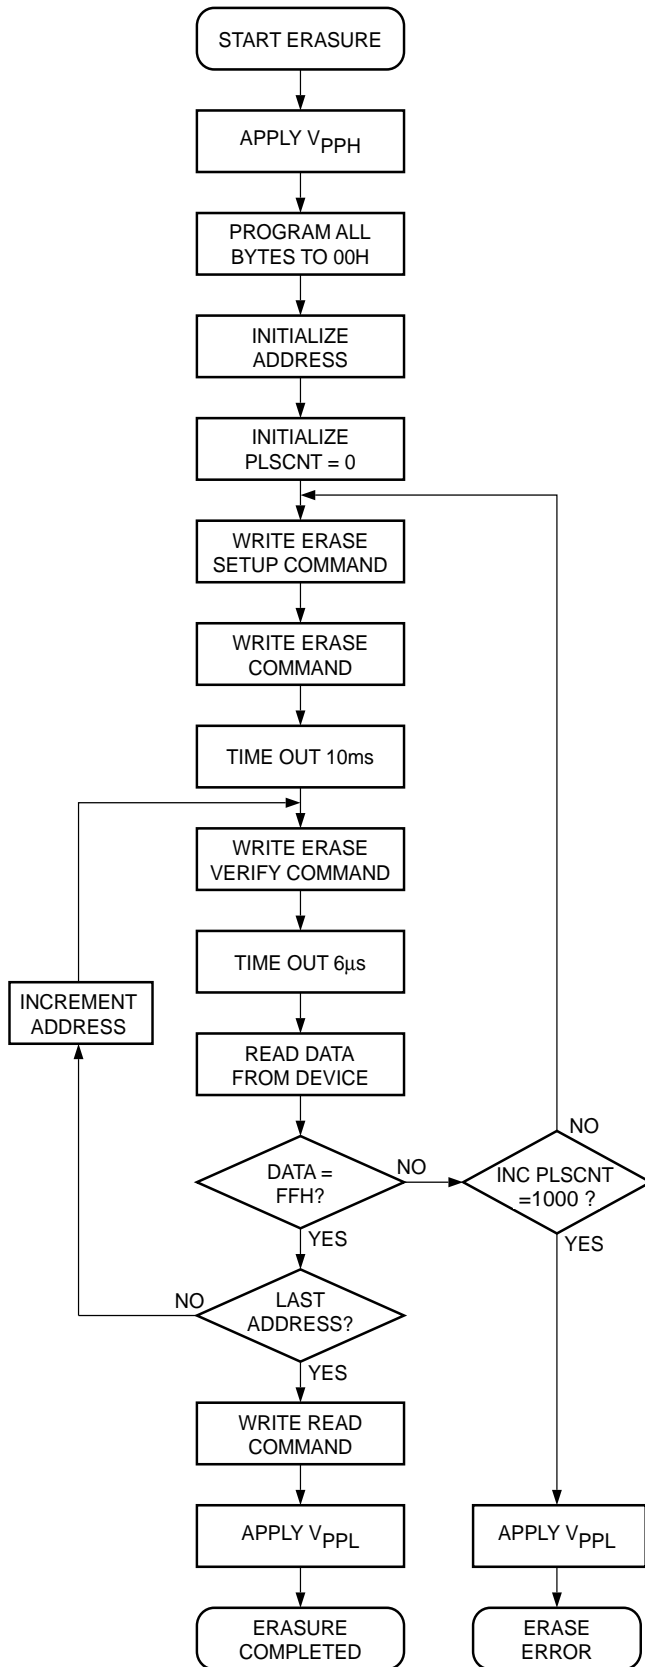 START ERASURE
APPLY VPPH
PROGRAM ALL
BYTES TO 00H
INITIALIZE
ADDRESS
INITIALIZE
PLSCNT = 0
WRITE ERASE
SETUP COMMAND
WRITE ERASE
COMMAND
TIME OUT 10ms
WRITE ERASE
VERIFY COMMAND
TIME OUT 6µs
INCREMENT
ADDRESS
READ DATA
FROM DEVICE
DATA =
FFH?
NO
INC PLSCNT
=1000 ?
NO
YES
YES
LAST
ADDRESS?
NO
YES
WRITE READ
COMMAND
APPLY VPPL
APPLY VPPL
ERASURE
COMPLETED
ERASE
ERROR